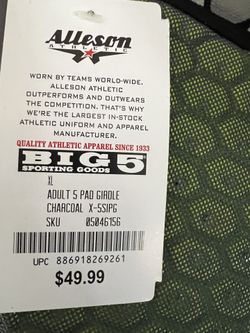 Alleson
ATHLETIC
WORN BY TEAMS WORLD-WIDE.
ALLESON ATHLETIC
OUTPERFORMS AND OUTWEARS
THE COMPETITION. THAT'S WHY
WE'RE THE LARGEST IN-STOCK
ATHLETIC UNIFORM AND APPAREL
MANUFACTURER.
QUALITY ATHLETIC APPAREL SINCE 1933
BIG 5
SPORTING GOODS
XL
ADULT 5 PAD GIRDLE
CHARCOAL X-5SIPG
SKU 05046156
UPC 886918269261
$49.99